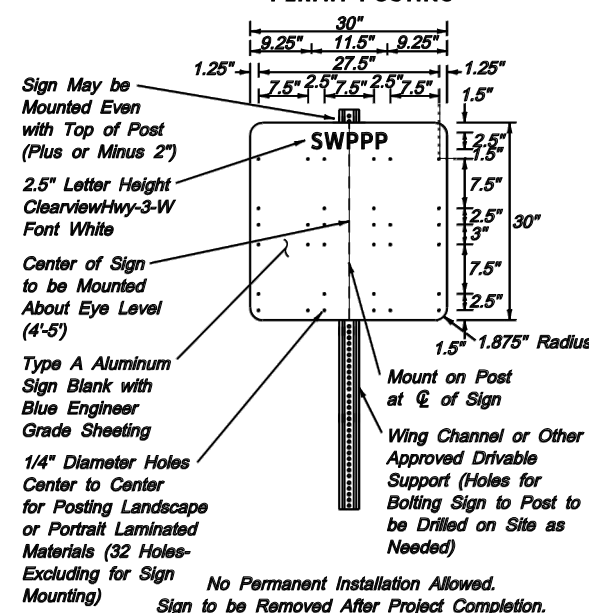 30"
9.25" 11.5" 9.25"
1.25" 27.5" 1.25"
7.5" 2.5" 7.5" 2.5" 7.5"
1.5"
2.5"
1.5"
7.5"
2.5"
3"
7.5"
2.5"
30"
1.5"
1.875" Radius
SWPPP
Sign May be
Mounted Even
with Top of Post
(Plus or Minus 2")
2.5" Letter Height
ClearviewHwy-3-W
Font White
Center of Sign
to be Mounted
About Eye Level
(4'-5')
Type A Aluminum
Sign Blank with
Blue Engineer
Grade Sheeting
1/4" Diameter Holes
Center to Center
for Posting Landscape
or Portrait Laminated
Materials (32 Holes-
Excluding for Sign
Mounting)
Mount on Post
at ℄ of Sign
Wing Channel or Other
Approved Drivable
Support (Holes for
Bolting Sign to Post to
be Drilled on Site as
Needed)
No Permanent Installation Allowed.
Sign to be Removed After Project Completion.